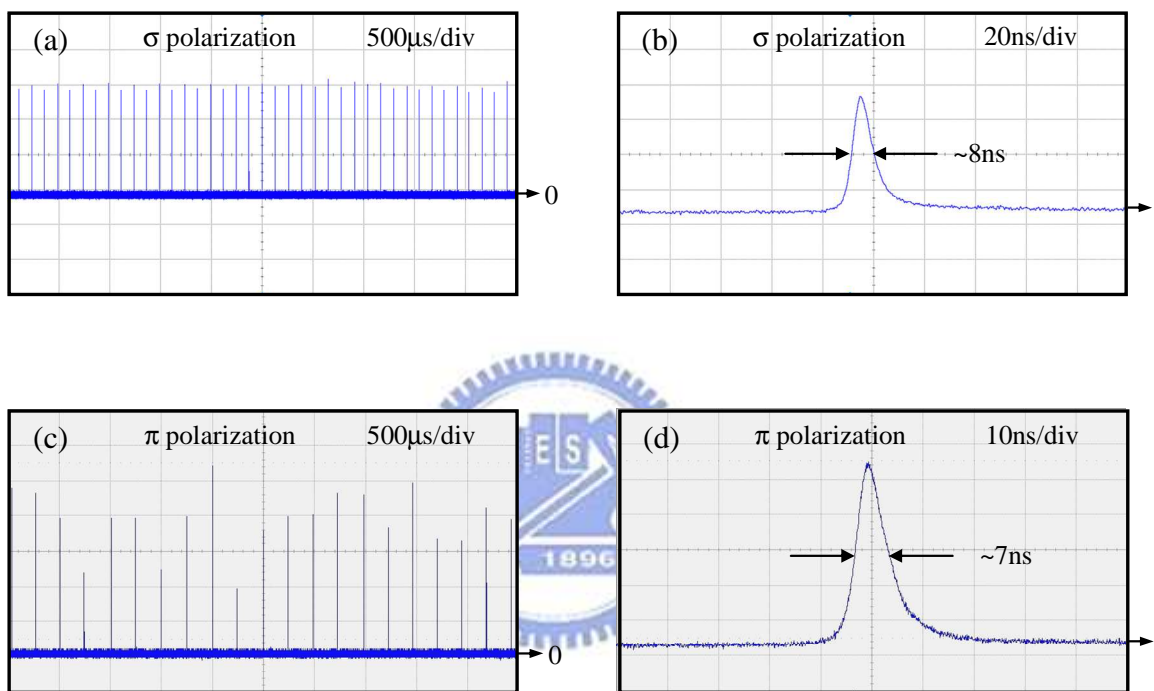 (a) σ polarization 500μs/div
0
(b) σ polarization 20ns/div
~8ns
(c) π polarization 500μs/div
0
(d) π polarization 10ns/div
~7ns
E S
1896